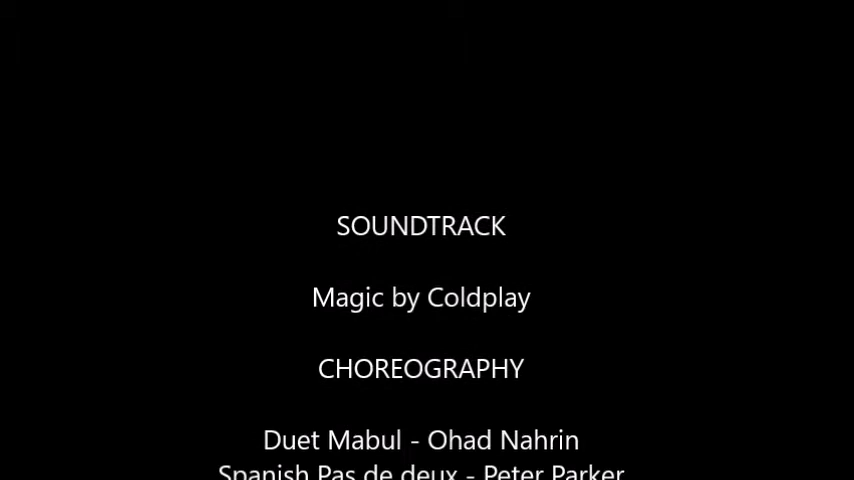 SOUNDTRACK
Magic by Coldplay
CHOREOGRAPHY
Duet Mabul - Ohad Nahrin
Spanish Pas de deux - Peter Parker